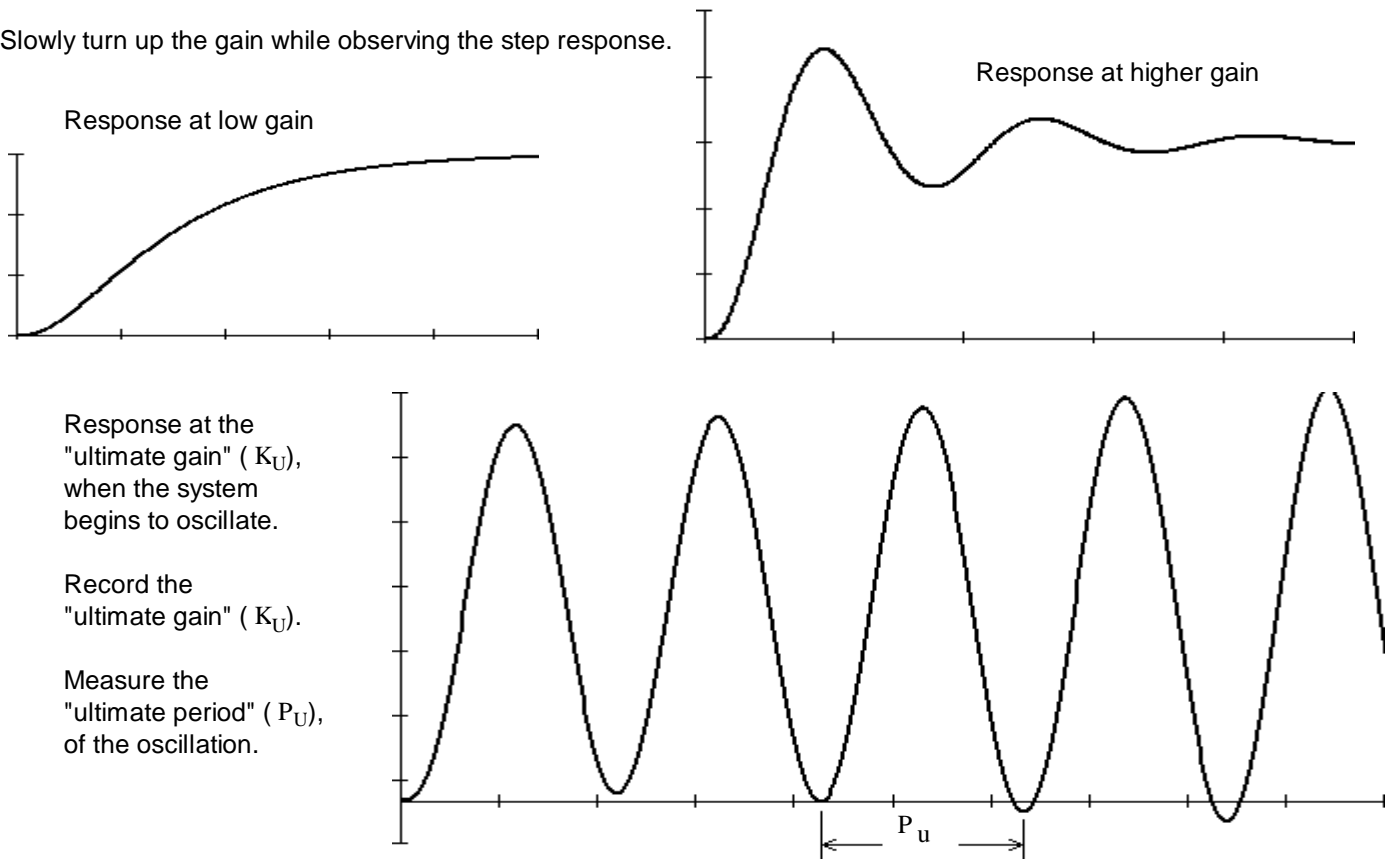 Slowly turn up the gain while observing the step response.
Response at low gain
Response at higher gain
Response at the
"ultimate gain" ( K_U),
when the system
begins to oscillate.
Record the
"ultimate gain" ( K_U).
Measure the
"ultimate period" ( P_U),
of the oscillation.
P_u